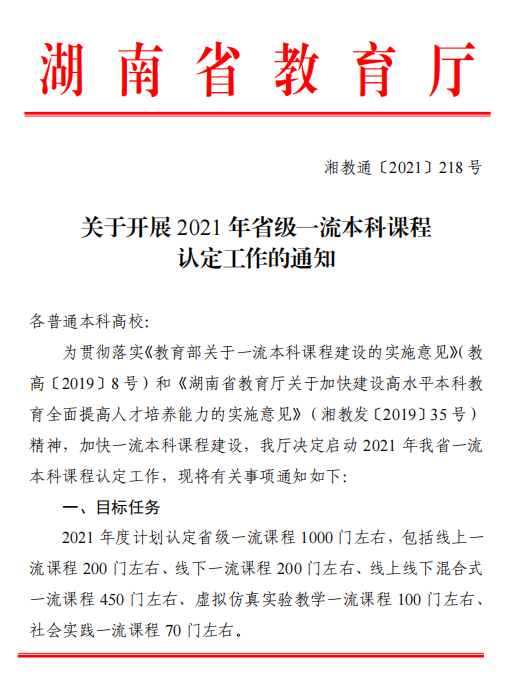 湖南省教育厅
湘教通〔2021〕218号
关于开展 2021 年省级一流本科课程
认定工作的通知
各普通本科高校：
为贯彻落实《教育部关于一流本科课程建设的实施意见》（教
高〔2019〕8号）和《湖南省教育厅关于加快建设高水平本科教
育全面提高人才培养能力的实施意见》（湘教发〔2019〕35号）
精神，加快一流本科课程建设，我厅决定启动 2021 年我省一流
本科课程认定工作，现将有关事项通知如下：
一、目标任务
2021 年度计划认定省级一流课程 1000 门左右，包括线上一
流课程 200 门左右、线下一流课程 200 门左右、线上线下混合式
一流课程 450 门左右、虚拟仿真实验教学一流课程 100 门左右、
社会实践一流课程 70 门左右。